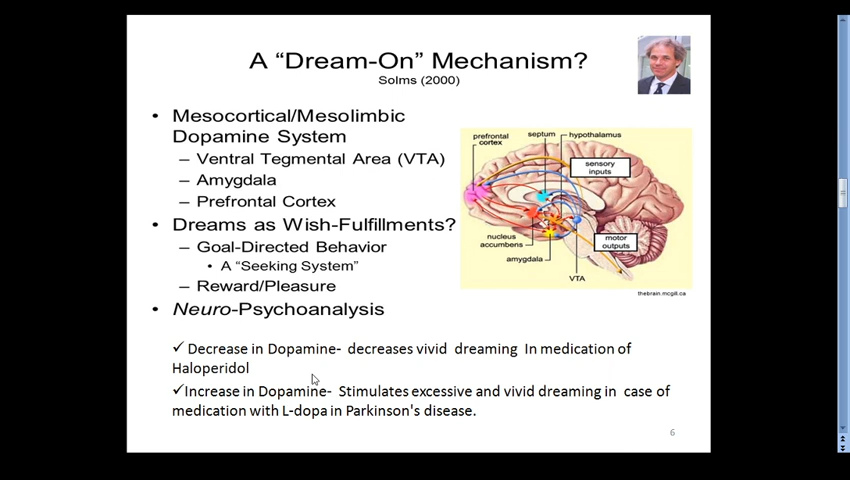 A “Dream-On” Mechanism?
Solms (2000)
• Mesocortical/Mesolimbic
Dopamine System
– Ventral Tegmental Area (VTA)
– Amygdala
– Prefrontal Cortex
• Dreams as Wish-Fulfillments?
– Goal-Directed Behavior
• A “Seeking System”
– Reward/Pleasure
• Neuro-Psychoanalysis
prefrontal
cortex
septum
hypothalamus
sensory
inputs
nucleus
accumbens
motor
outputs
amygdala
VTA
thebrain.mcgill.ca
✓ Decrease in Dopamine- decreases vivid dreaming In medication of
Haloperidol
✓Increase in Dopamine- Stimulates excessive and vivid dreaming in case of
medication with L-dopa in Parkinson's disease.
6